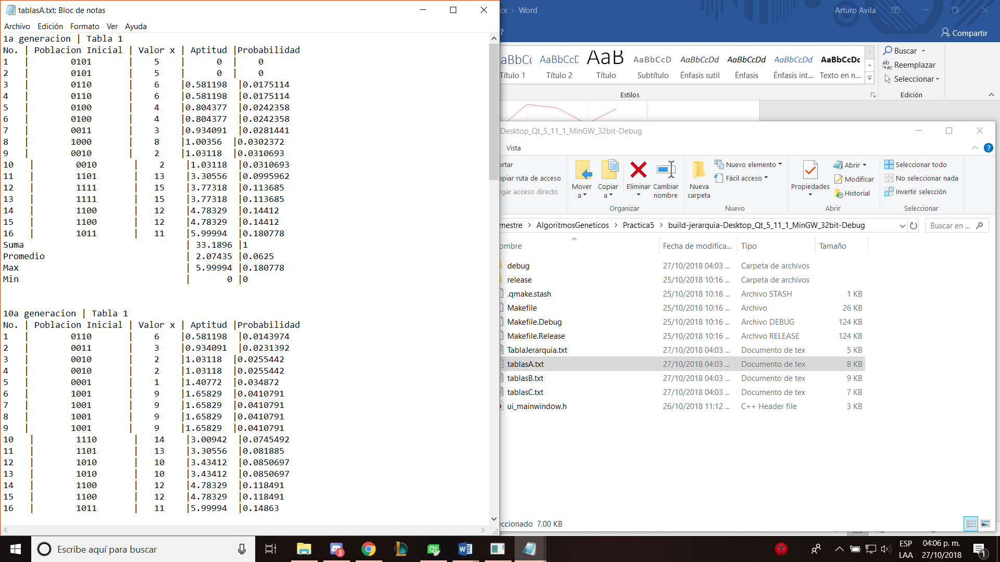 tablasA.txt: Bloc de notas
Archivo Edición Formato Ver Ayuda
1a generacion | Tabla 1
No. | Poblacion Inicial | Valor x | Aptitud |Probabilidad
1 | 0101 | 5 | 0 | 0
2 | 0101 | 5 | 0 | 0
3 | 0110 | 6 |0.581198 |0.0175114
4 | 0110 | 6 |0.581198 |0.0175114
5 | 0100 | 4 |0.804377 |0.0242358
6 | 0100 | 4 |0.804377 |0.0242358
7 | 0011 | 3 |0.934091 |0.0281441
8 | 1000 | 8 |1.00356 |0.0302372
9 | 0010 | 2 |1.03118 |0.0310693
10 | 0010 | 2 |1.03118 |0.0310693
11 | 1101 | 13 |3.30556 |0.0995962
12 | 1111 | 15 |3.77318 |0.113685
13 | 1111 | 15 |3.77318 |0.113685
14 | 1100 | 12 |4.78329 |0.14412
15 | 1100 | 12 |4.78329 |0.14412
16 | 1011 | 11 |5.99994 |0.180778
Suma | 33.1896 |1
Promedio | 2.07435 |0.0625
Max | 5.99994 |0.180778
Min | 0 |0
10a generacion | Tabla 1
No. | Poblacion Inicial | Valor x | Aptitud |Probabilidad
1 | 0110 | 6 |0.581198 |0.0143974
2 | 0011 | 3 |0.934091 |0.0231392
3 | 0010 | 2 |1.03118 |0.0255442
4 | 0010 | 2 |1.03118 |0.0255442
5 | 0001 | 1 |1.40772 |0.034872
6 | 1001 | 9 |1.65829 |0.0410791
7 | 1001 | 9 |1.65829 |0.0410791
8 | 1001 | 9 |1.65829 |0.0410791
9 | 1001 | 9 |1.65829 |0.0410791
10 | 1110 | 14 |3.00942 |0.0745492
11 | 1101 | 13 |3.30556 |0.081885
12 | 1010 | 10 |3.43412 |0.0850697
13 | 1010 | 10 |3.43412 |0.0850697
14 | 1100 | 12 |4.78329 |0.118491
15 | 1100 | 12 |4.78329 |0.118491
16 | 1011 | 11 |5.99994 |0.14863
cx - Word
Arturo Avila
?
Compartir
AaBbCc AaBbCcD AaB AaBbCcD AaBbCcDd AaBbCcDd AaBbCcDd AaBbCcDc
Título 1 Título 2 Título Subtítulo Énfasis sutil Énfasis Énfasis int... Texto en n...
Estilos
Buscar
Reemplazar
Seleccionar
Edición
Desktop_Qt_5_11_1_MinGW_32bit-Debug
Vista
ortar
opiar ruta de acceso
egar acceso directo
Mover a
Copiar a
Eliminar
Cambiar nombre
Organizar
Nueva carpeta
Nuevo elemento
Fácil acceso
Nuevo
Propiedades
Abrir
Modificar
Historial
Abrir
Seleccionar todo
No seleccionar nada
Invertir selección
Seleccionar
mestre > AlgoritmosGeneticos > Practica5 > build-jerarquia-Desktop_Qt_5_11_1_MinGW_32bit-Debug
Buscar en ...
ombre Fecha de modifica... Tipo Tamaño
debug 27/10/2018 04:03 ... Carpeta de archivos
release 25/10/2018 10:16 ... Carpeta de archivos
.qmake.stash 25/10/2018 10:16 ... Archivo STASH 1 KB
Makefile 25/10/2018 10:16 ... Archivo 26 KB
Makefile.Debug 25/10/2018 10:16 ... Archivo DEBUG 124 KB
Makefile.Release 25/10/2018 10:16 ... Archivo RELEASE 124 KB
TablaJerarquia.txt 27/10/2018 04:03 ... Documento de tex 5 KB
tablasA.txt 27/10/2018 04:03 ... Documento de tex 8 KB
tablasB.txt 27/10/2018 04:03 ... Documento de tex 9 KB
tablasC.txt 27/10/2018 04:03 ... Documento de tex 7 KB
ui_mainwindow.h 26/10/2018 11:12 ... C++ Header file 3 KB
eccionado 7.00 KB
Escribe aquí para buscar
3
Qt
ESP
LAA
04:06 p. m.
27/10/2018
1